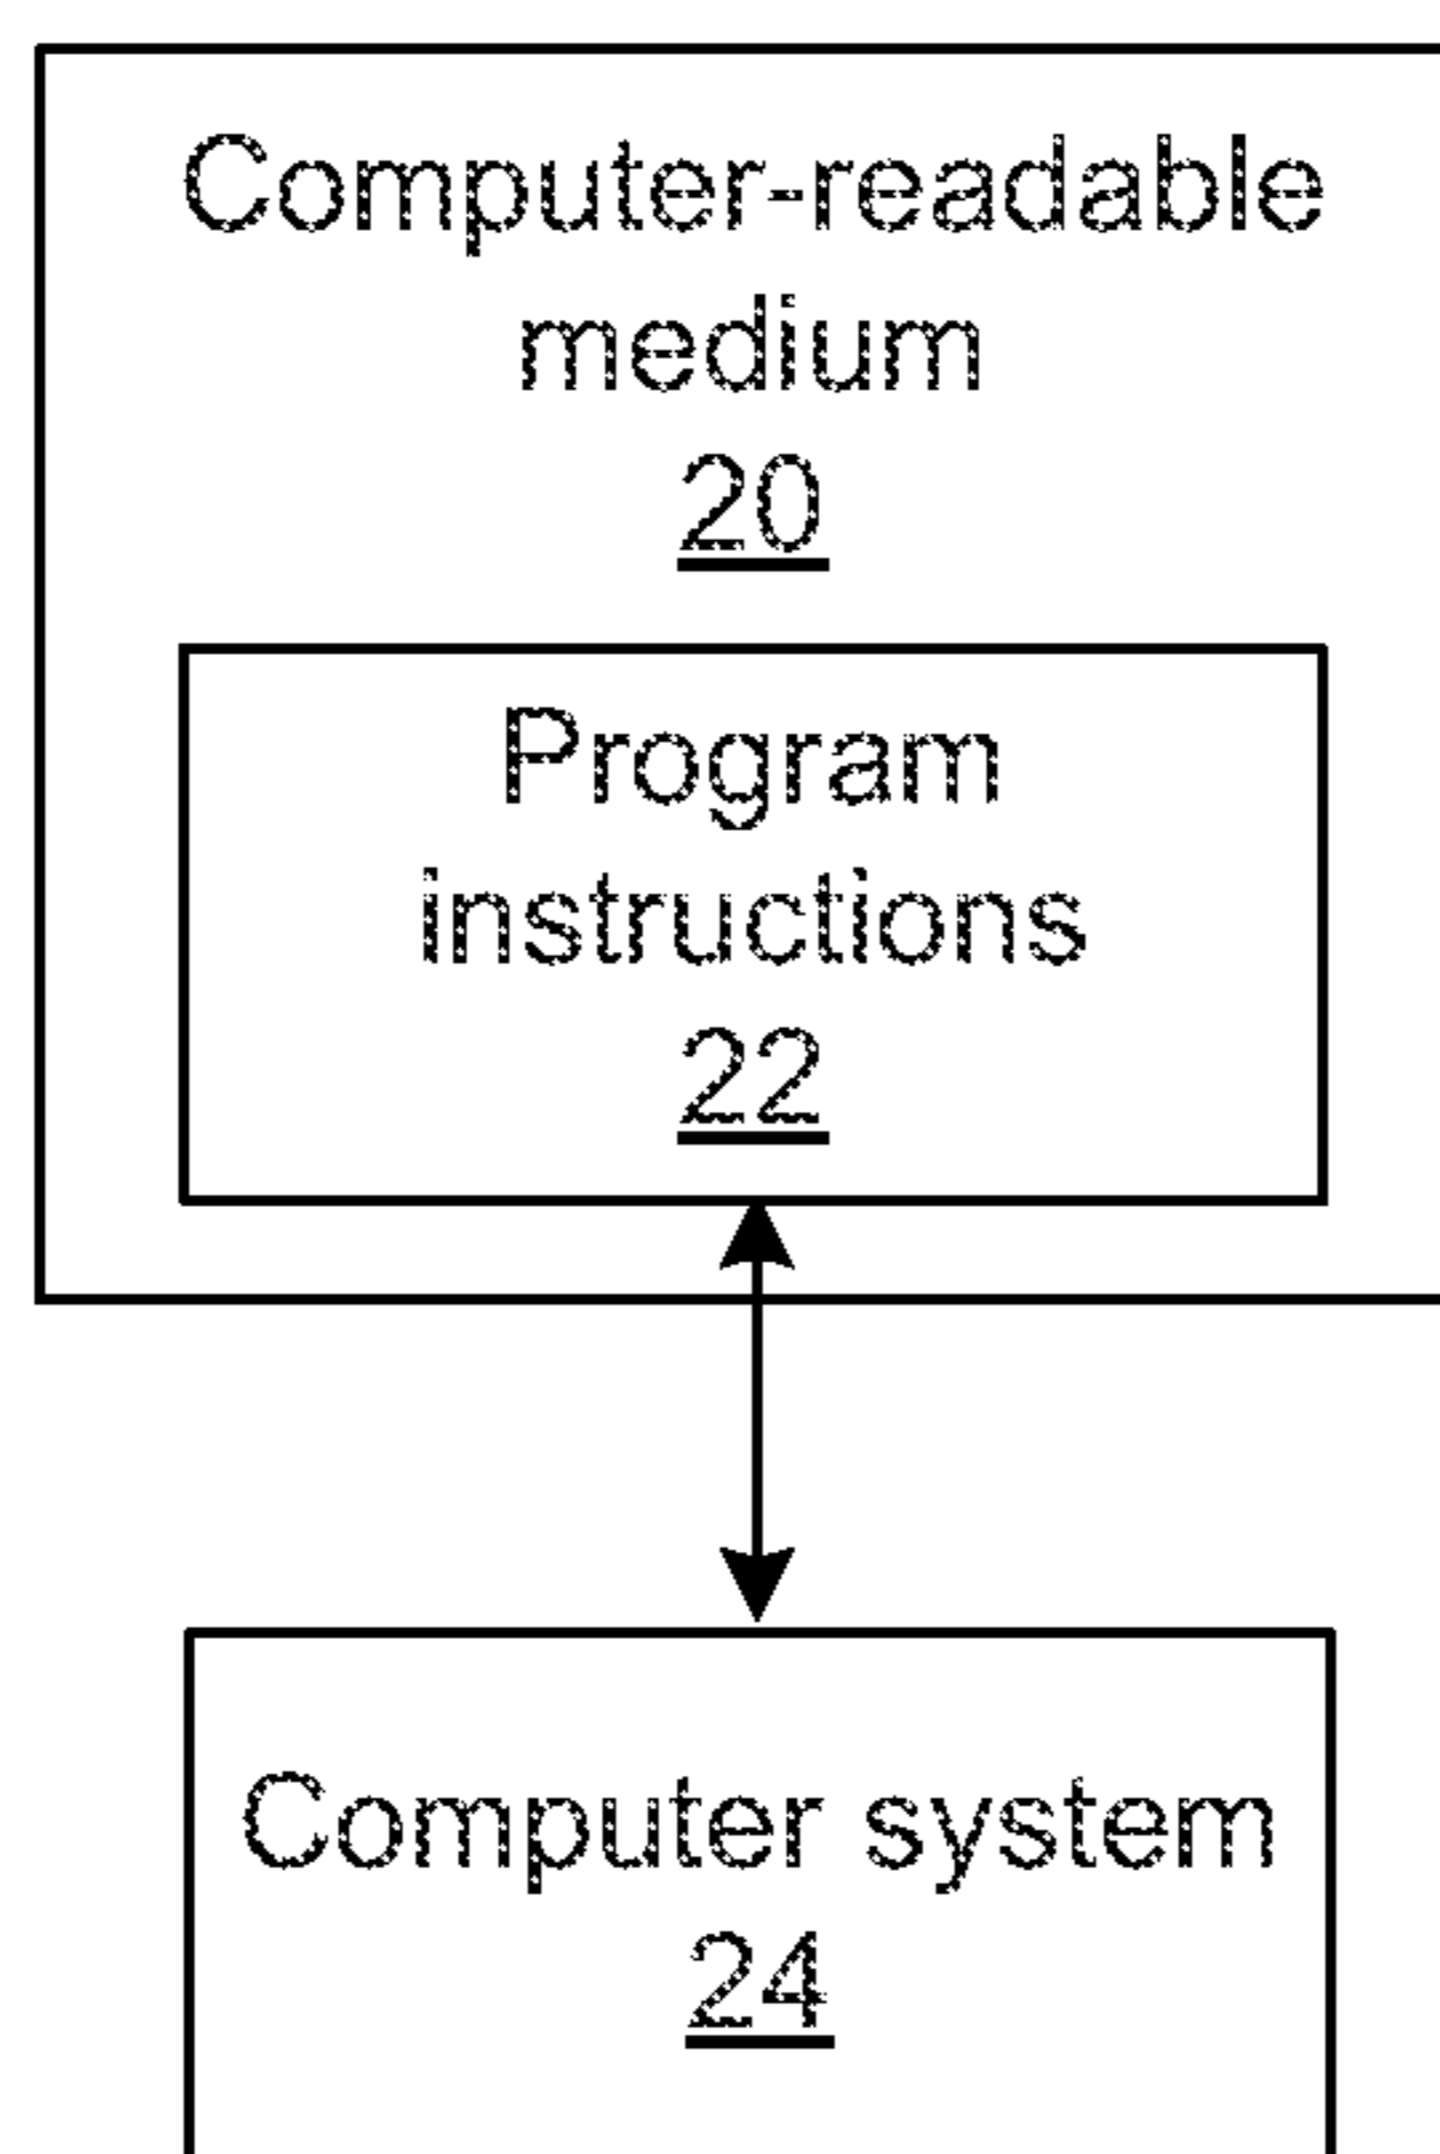 Computer-readable
medium
20
Program
instructions
22
Computer system
24